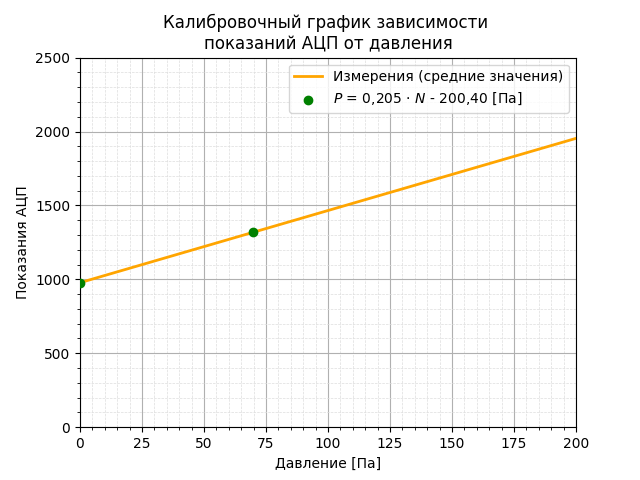 Калибровочный график зависимости
показаний АЦП от давления
Измерения (средние значения)
P = 0,205 · N - 200,40 [Па]
Показания АЦП
2500
2000
1500
1000
500
0
0 25 50 75 100 125 150 175 200
Давление [Па]